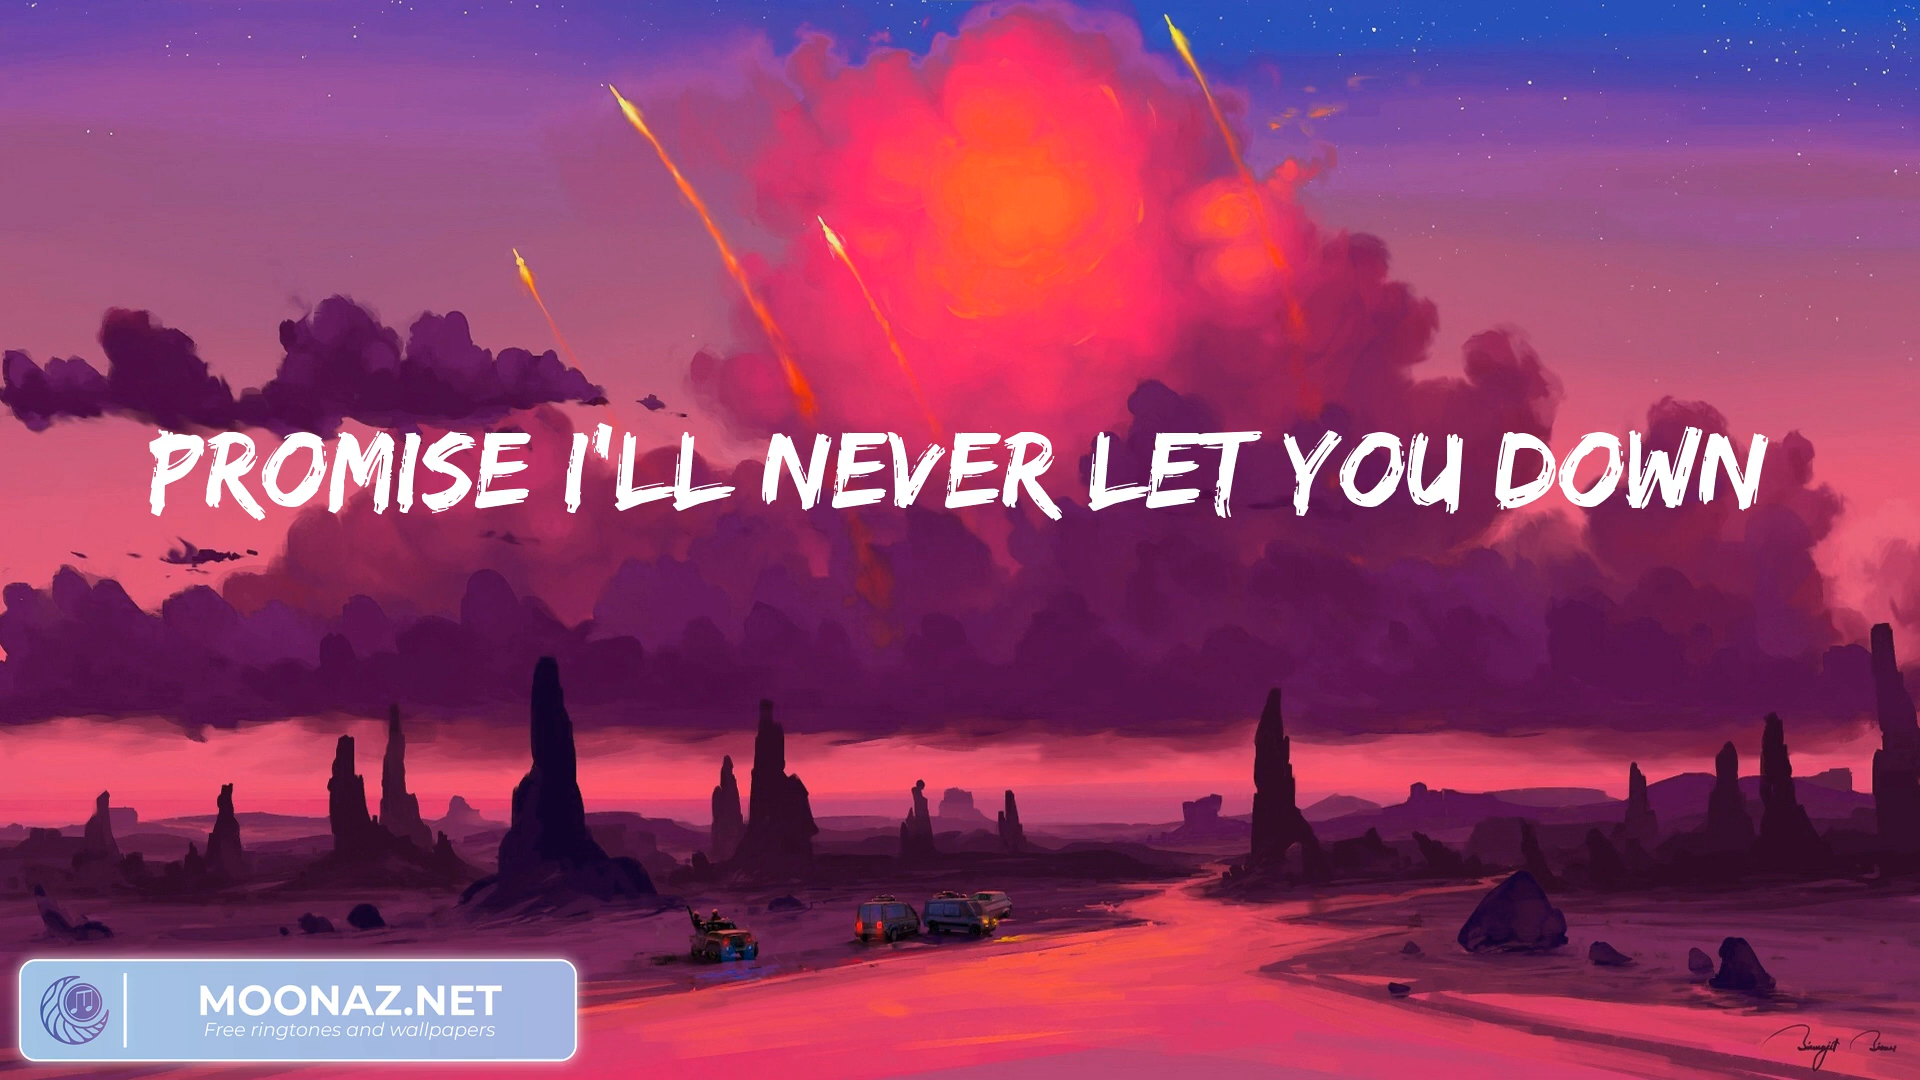 PROMISE I'LL NEVER LET YOU DOWN
MOONAZ.NET
Free ringtones and wallpapers